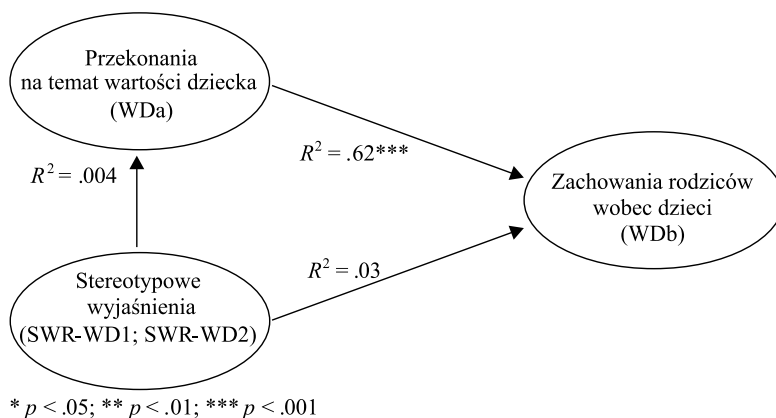 Przekonania
na temat wartości dziecka
(WDa)
R² = .62***
R² = .004
Zachowania rodziców
wobec dzieci
(WDb)
Stereotypowe
wyjaśnienia
(SWR-WD1; SWR-WD2)
R² = .03
* p < .05; ** p < .01; *** p < .001